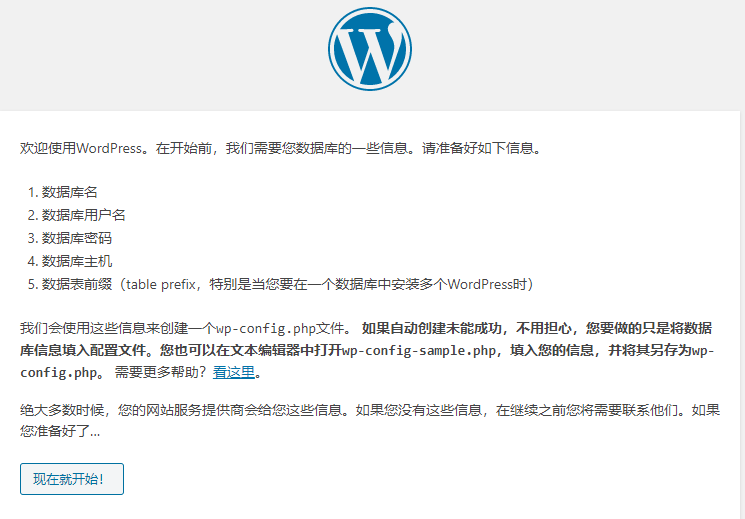 欢迎使用WordPress。在开始前，我们需要您数据库的一些信息。请准备好如下信息。
1. 数据库名
2. 数据库用户名
3. 数据库密码
4. 数据库主机
5. 数据表前缀（table prefix，特别是当您要在一个数据库中安装多个WordPress时）
我们会使用这些信息来创建一个wp-config.php文件。 如果自动创建未能成功，不用担心，您要做的只是将数据
库信息填入配置文件。您也可以在文本编辑器中打开wp-config-sample.php，填入您的信息，并将其另存为wp-
config.php。 需要更多帮助？看这里。
绝大多数时候，您的网站服务提供商会给您这些信息。如果您没有这些信息，在继续之前您将需要联系他们。如果
您准备好了…
现在就开始！